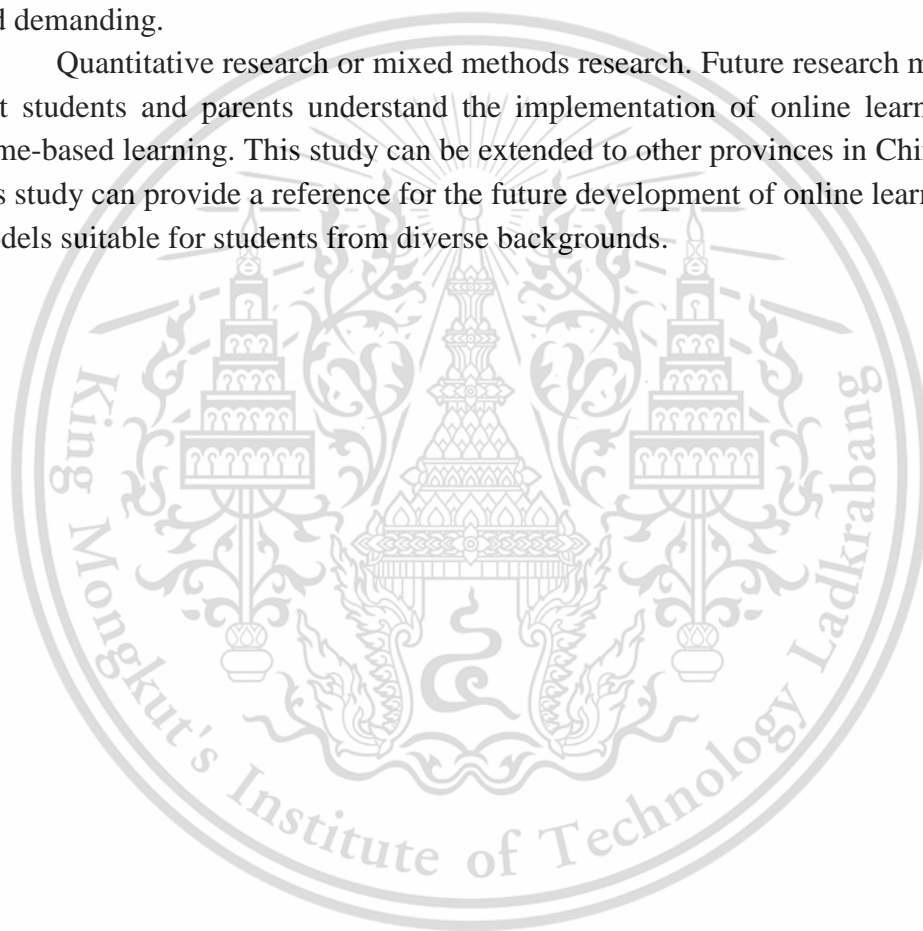 d demanding.
Quantitative research or mixed methods research. Future research m
t students and parents understand the implementation of online learn
me-based learning. This study can be extended to other provinces in Chi
s study can provide a reference for the future development of online learn
dels suitable for students from diverse backgrounds.
King Mongkut's Institute of Technology Ladkrabang